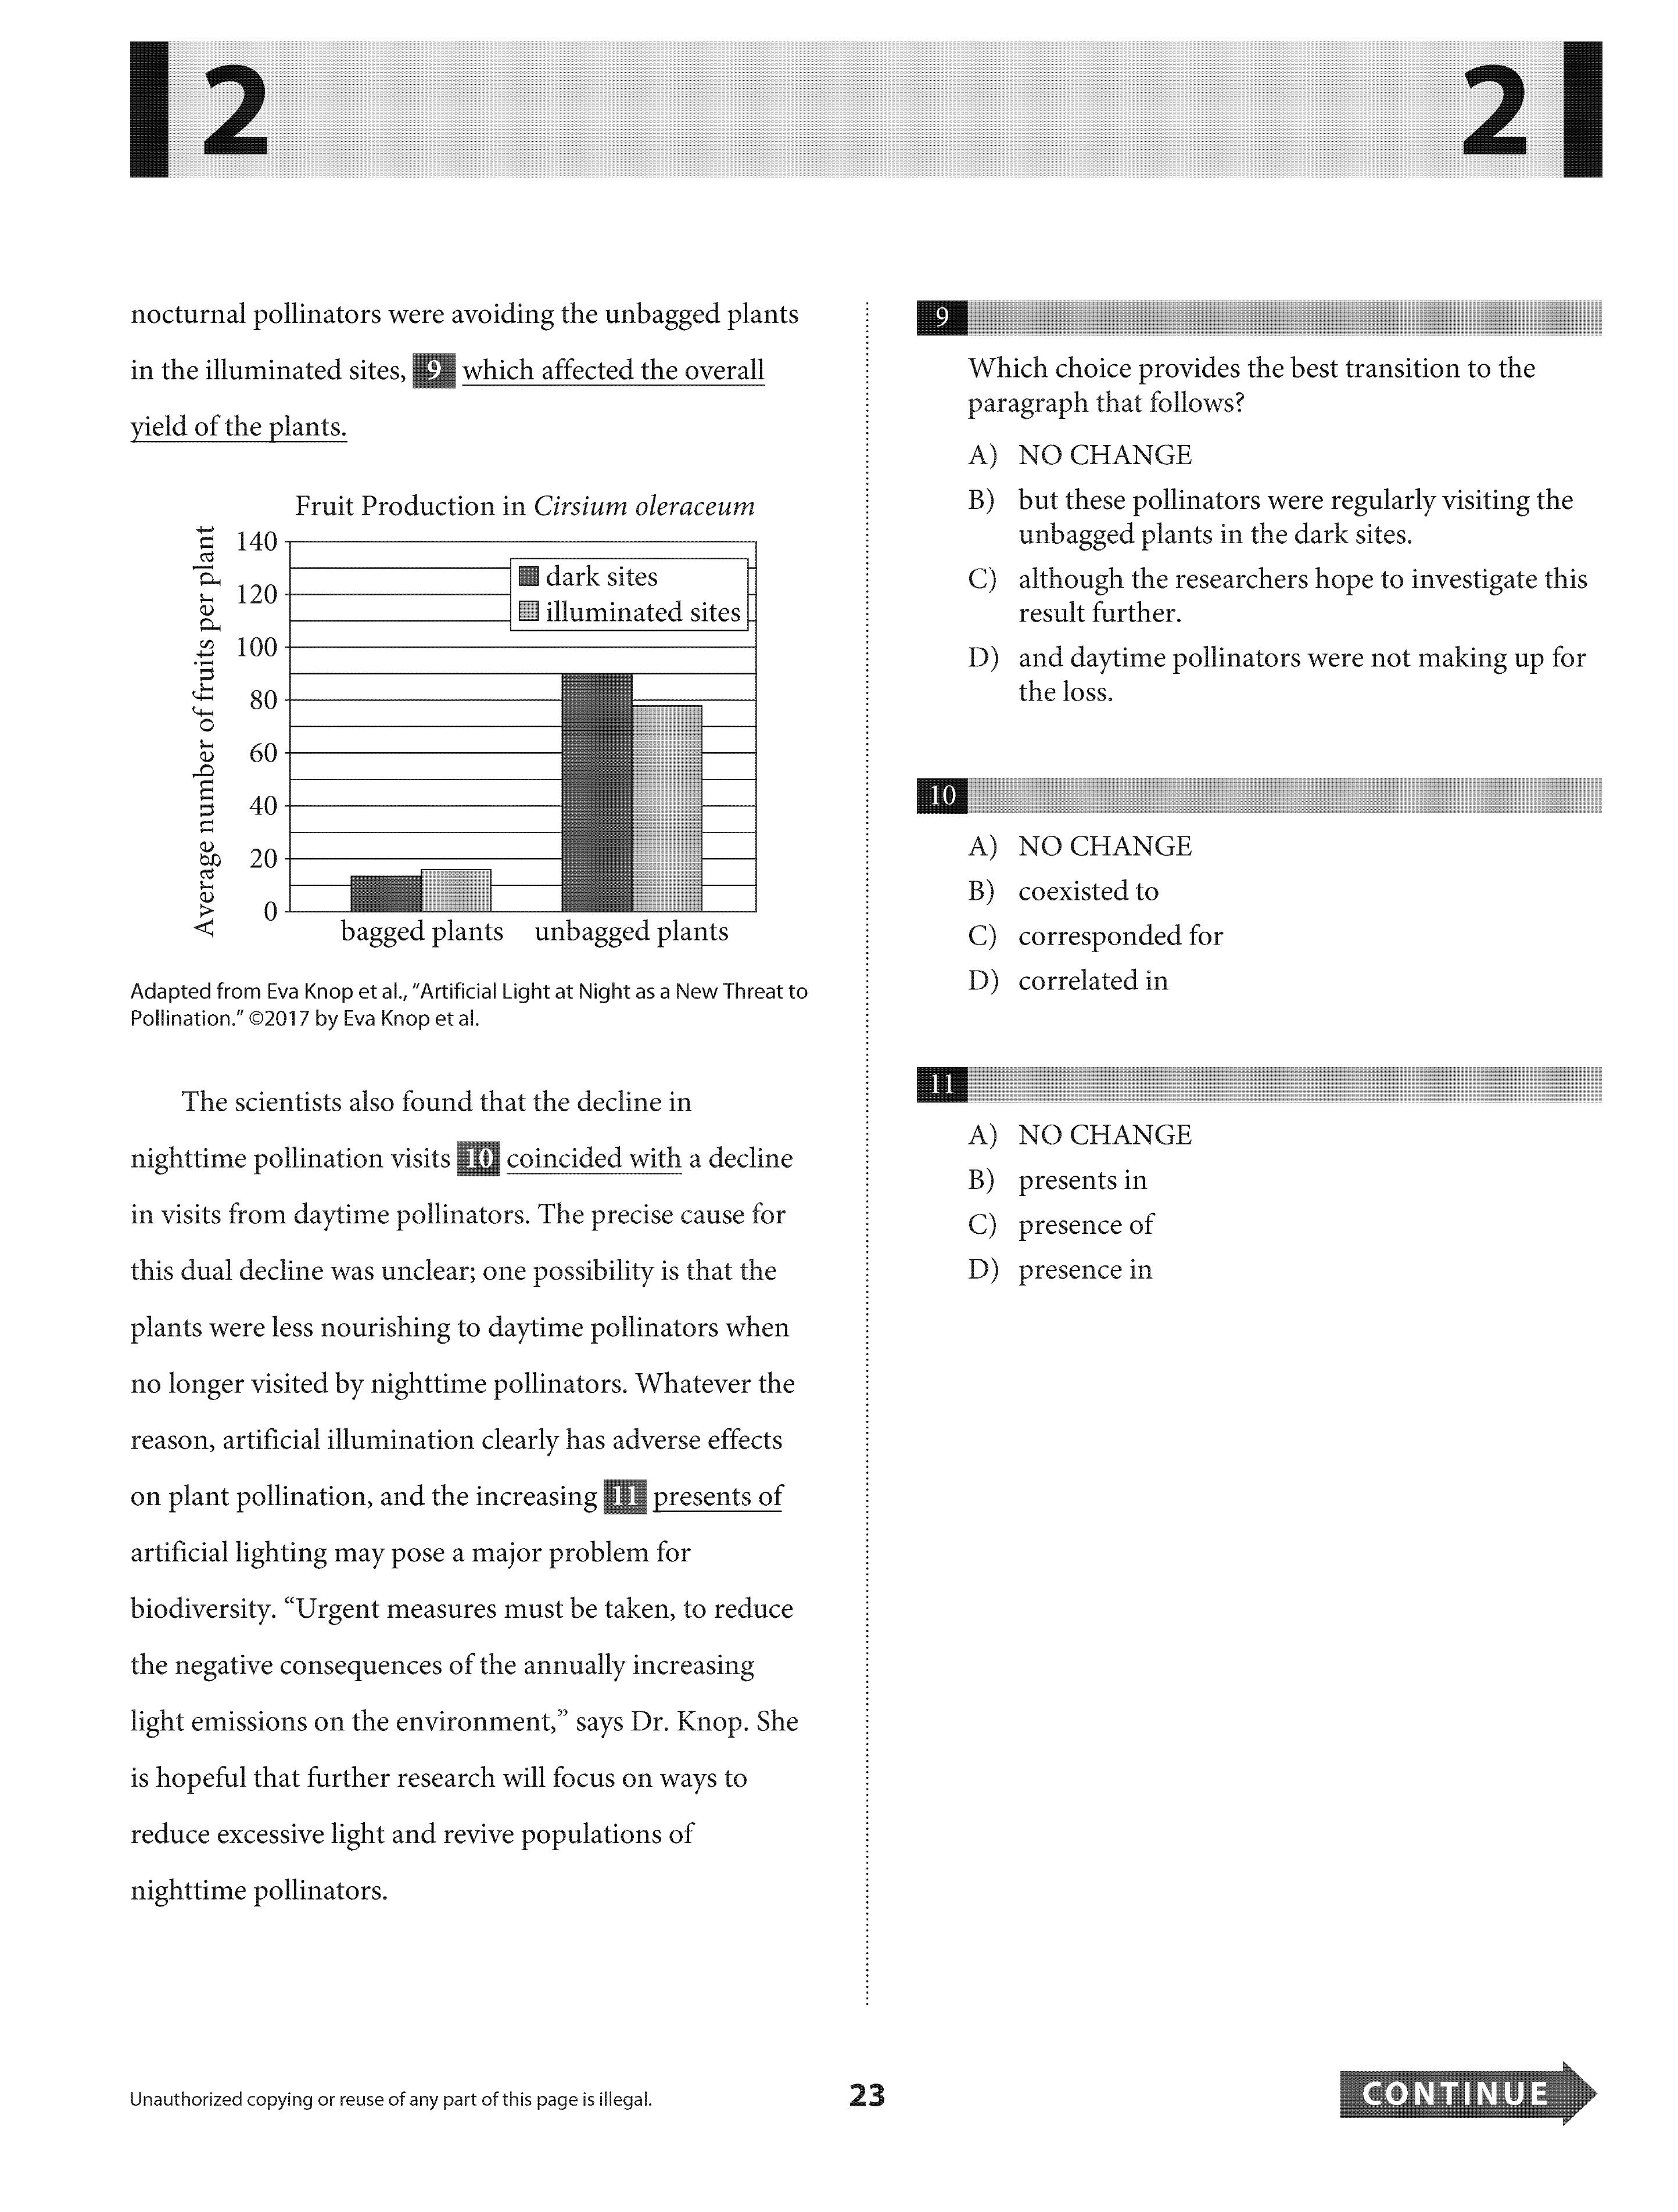 2
2
nocturnal pollinators were avoiding the unbagged plants
in the illuminated sites, 9 which affected the overall
yield of the plants.
Fruit Production in Cirsium oleraceum
Average number of fruits per plant
140
120
100
80
60
40
20
0
dark sites
illuminated sites
bagged plants
unbagged plants
Adapted from Eva Knop et al., “Artificial Light at Night as a New Threat to
Pollination.” ©2017 by Eva Knop et al.
The scientists also found that the decline in
nighttime pollination visits 10 coincided with a decline
in visits from daytime pollinators. The precise cause for
this dual decline was unclear; one possibility is that the
plants were less nourishing to daytime pollinators when
no longer visited by nighttime pollinators. Whatever the
reason, artificial illumination clearly has adverse effects
on plant pollination, and the increasing 11 presents of
artificial lighting may pose a major problem for
biodiversity. “Urgent measures must be taken, to reduce
the negative consequences of the annually increasing
light emissions on the environment,” says Dr. Knop. She
is hopeful that further research will focus on ways to
reduce excessive light and revive populations of
nighttime pollinators.
9
Which choice provides the best transition to the
paragraph that follows?
A) NO CHANGE
B) but these pollinators were regularly visiting the
unbagged plants in the dark sites.
C) although the researchers hope to investigate this
result further.
D) and daytime pollinators were not making up for
the loss.
10
A) NO CHANGE
B) coexisted to
C) corresponded for
D) correlated in
11
A) NO CHANGE
B) presents in
C) presence of
D) presence in
Unauthorized copying or reuse of any part of this page is illegal.
23
CONTINUE